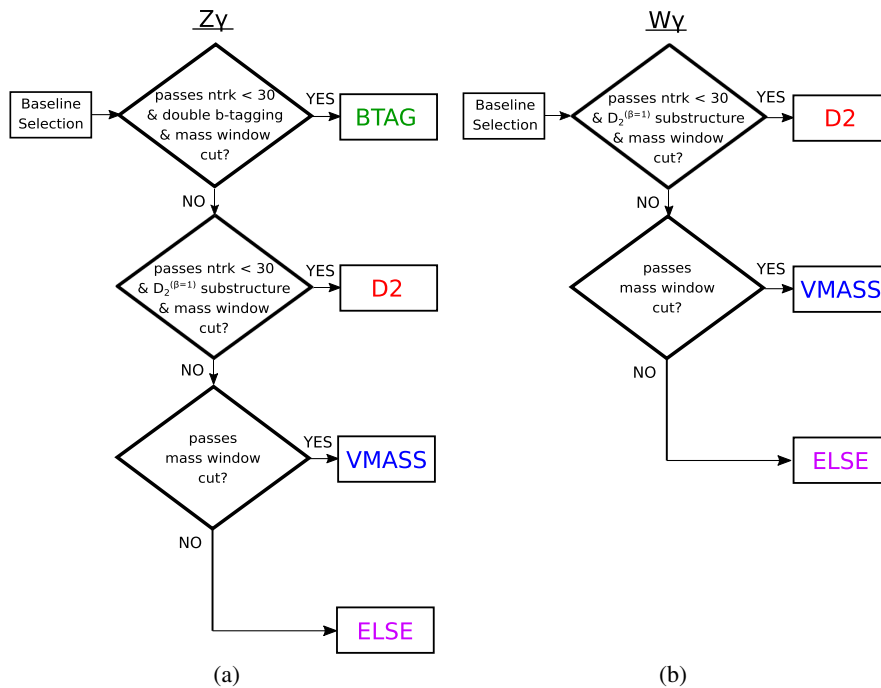 Zγ
Baseline
Selection
passes ntrk < 30
& double b-tagging
& mass window
cut?
YES
BTAG
NO
passes ntrk < 30
& D₂⁽ᵝ⁼¹⁾ substructure
& mass window
cut?
YES
D2
NO
passes
mass window
cut?
YES
VMASS
NO
ELSE
(a)
Wγ
Baseline
Selection
passes ntrk < 30
& D₂⁽ᵝ⁼¹⁾ substructure
& mass window
cut?
YES
D2
NO
passes
mass window
cut?
YES
VMASS
NO
ELSE
(b)